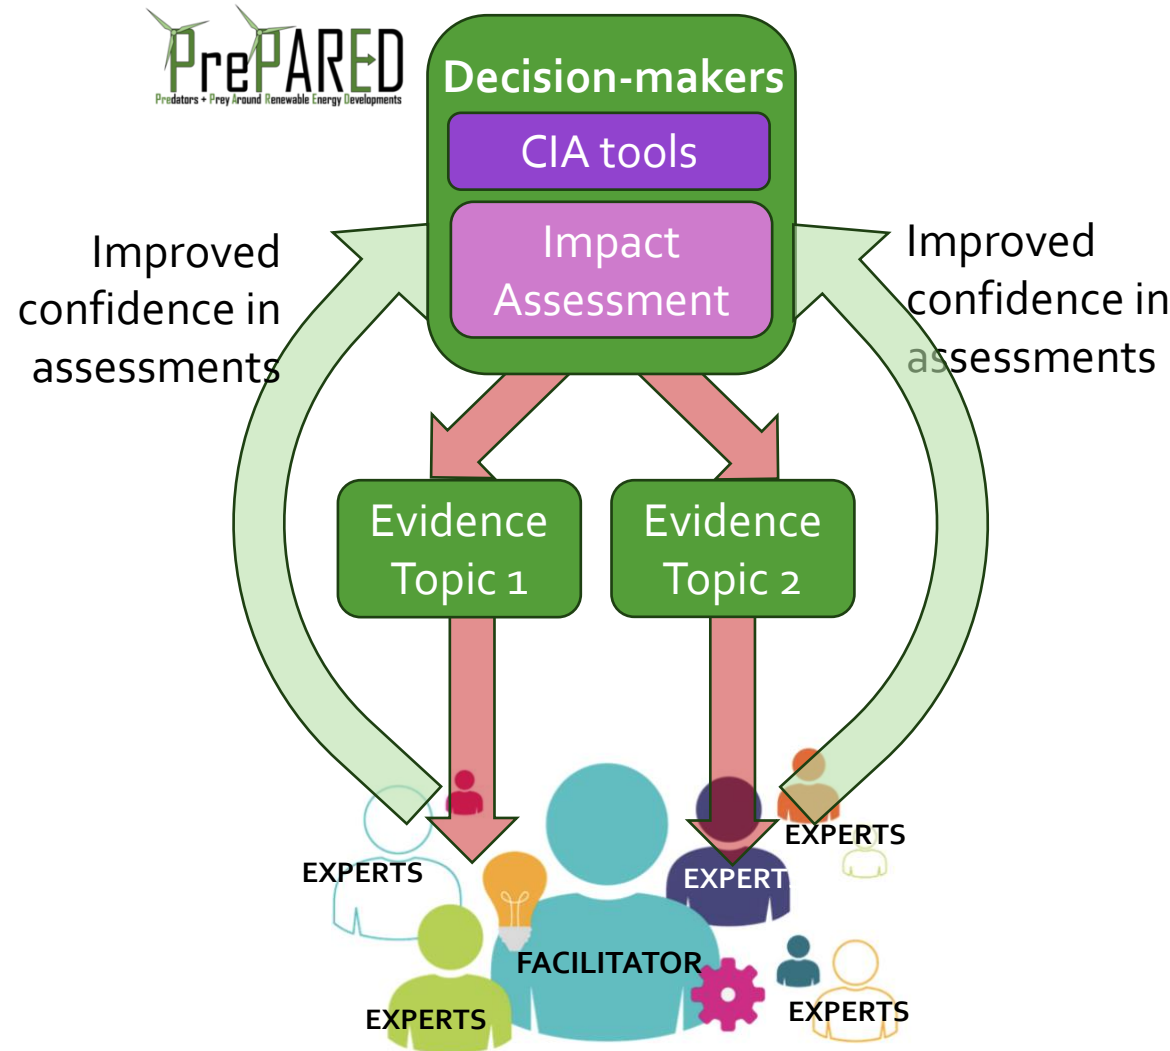 PrePARED
Predators + Prey Around Renewable Energy Developments
Decision-makers
CIA tools
Impact
Assessment
Improved
confidence in
assessments
Improved
confidence in
assessments
Evidence
Topic 1
Evidence
Topic 2
EXPERTS
EXPERTS
EXPERT
FACILITATOR
EXPERTS
EXPERTS